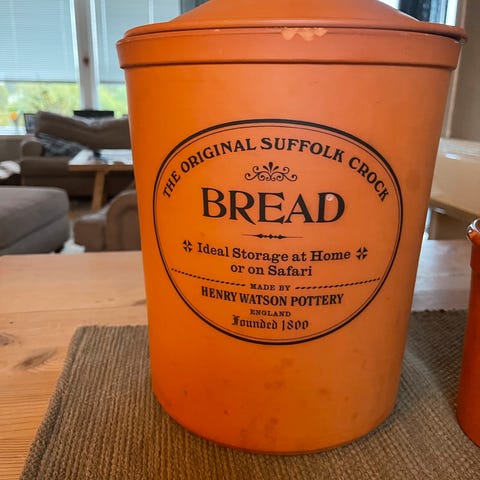 THE ORIGINAL SUFFOLK CROCK
BREAD
Ideal Storage at Home
or on Safari
MADE BY
HENRY WATSON POTTERY
ENGLAND
Founded 1800